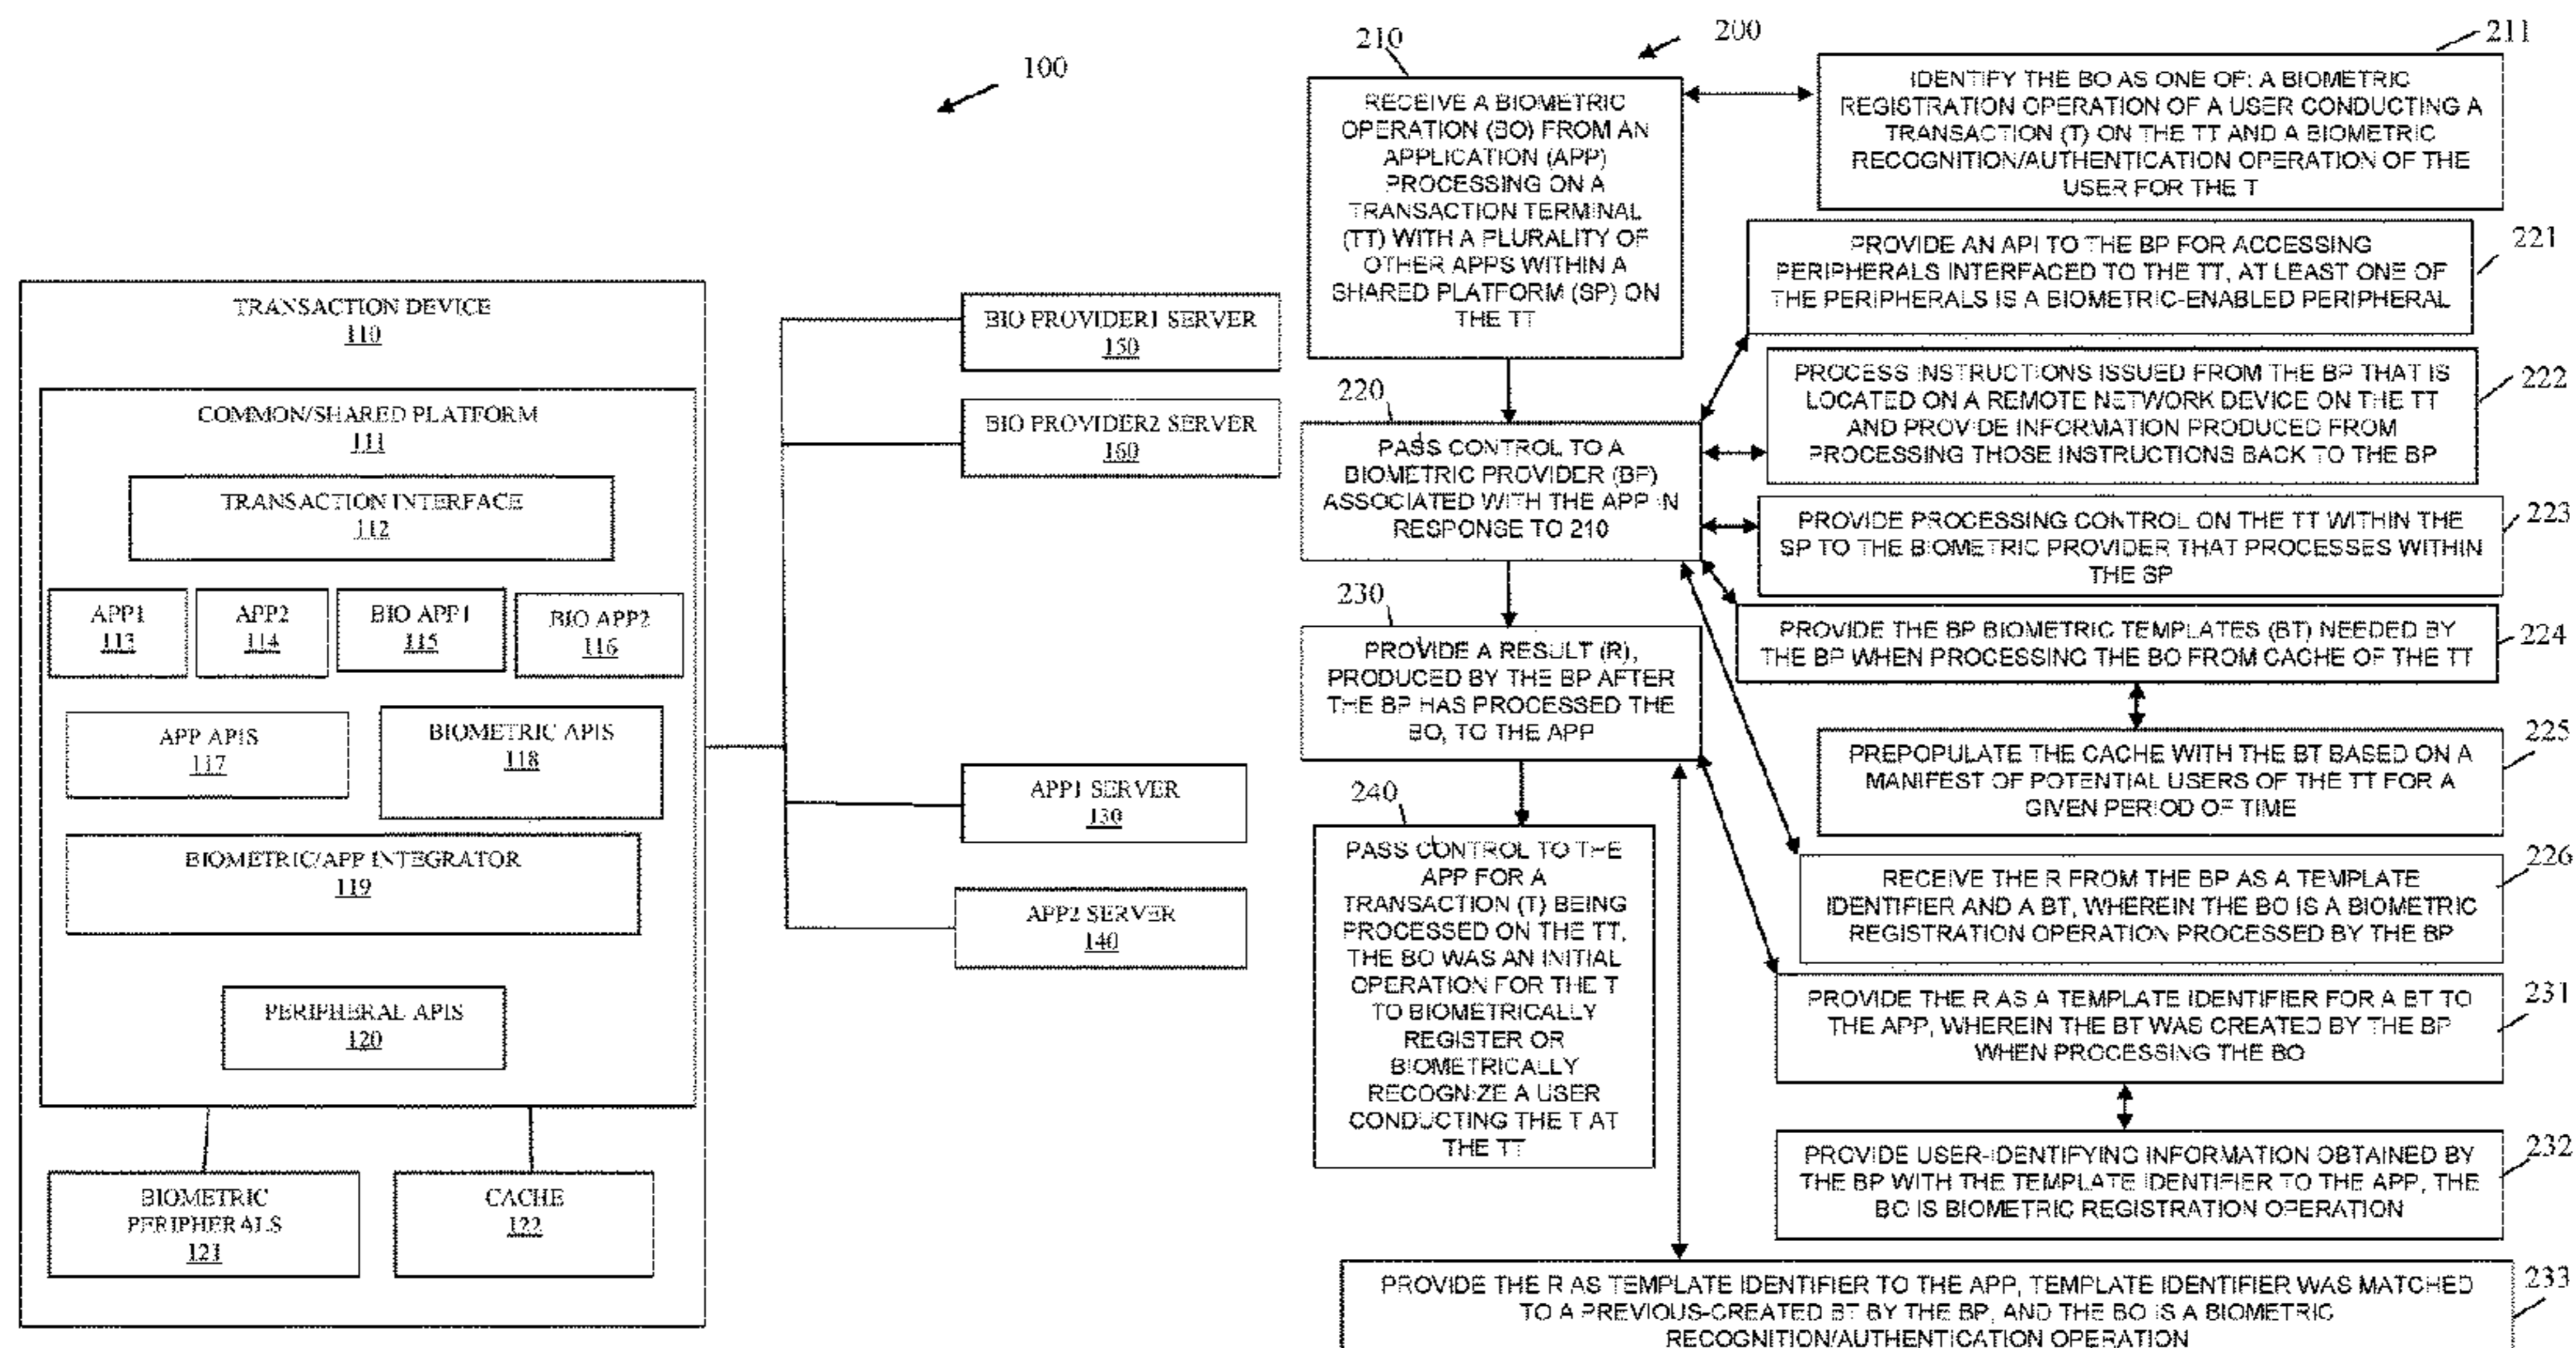 100
TRANSACTION DEVICE
110
COMMON/SHARED PLATFORM
111
TRANSACTION INTERFACE
112
APP1
113
APP2
114
BIO APP1
115
BIO APP2
116
APP APIS
117
BIOMETRIC APIS
118
BIOMETRIC/APP INTEGRATOR
119
PERIPHERAL APIS
120
BIOMETRIC
PERIPHERALS
121
CACHE
122
BIO PROVIDER1 SERVER
150
BIO PROVIDER2 SERVER
160
APP1 SERVER
130
APP2 SERVER
140
200
210
RECEIVE A BIOMETRIC
OPERATION (BO) FROM AN
APPLICATION (APP)
PROCESSING ON A
TRANSACTION TERMINAL
(TT) WITH A PLURALITY OF
OTHER APPS WITHIN A
SHARED PLATFORM (SP) ON
THE TT
211
IDENTIFY THE BO AS ONE OF: A BIOMETRIC
REGISTRATION OPERATION OF A USER CONDUCTING A
TRANSACTION (T) ON THE TT AND A BIOMETRIC
RECOGNITION/AUTHENTICATION OPERATION OF THE
USER FOR THE T
220
PASS CONTROL TO A
BIOMETRIC PROVIDER (BP)
ASSOCIATED WITH THE APP IN
RESPONSE TO 210
221
PROVIDE AN API TO THE BP FOR ACCESSING
PERIPHERALS INTERFACED TO THE TT, AT LEAST ONE OF
THE PERIPHERALS IS A BIOMETRIC-ENABLED PERIPHERAL
222
PROCESS INSTRUCTIONS ISSUED FROM THE BP THAT IS
LOCATED ON A REMOTE NETWORK DEVICE ON THE TT
AND PROVIDE INFORMATION PRODUCED FROM
PROCESSING THOSE INSTRUCTIONS BACK TO THE BP
223
PROVIDE PROCESSING CONTROL ON THE TT WITHIN THE
SP TO THE BIOMETRIC PROVIDER THAT PROCESSES WITHIN
THE SP
224
PROVIDE THE BP BIOMETRIC TEMPLATES (BT) NEEDED BY
THE BP WHEN PROCESSING THE BO FROM CACHE OF THE TT
225
PREPOPULATE THE CACHE WITH THE BT BASED ON A
MANIFEST OF POTENTIAL USERS OF THE TT FOR A
GIVEN PERIOD OF TIME
226
RECEIVE THE R FROM THE BP AS A TEMPLATE
IDENTIFIER AND A BT, WHEREIN THE BO IS A BIOMETRIC
REGISTRATION OPERATION PROCESSED BY THE BP
230
PROVIDE A RESULT (R),
PRODUCED BY THE BP AFTER
THE BP HAS PROCESSED THE
BO, TO THE APP
231
PROVIDE THE R AS A TEMPLATE IDENTIFIER FOR A BT TO
THE APP, WHEREIN THE BT WAS CREATED BY THE BP
WHEN PROCESSING THE BO
232
PROVIDE USER-IDENTIFYING INFORMATION OBTAINED BY
THE BP WITH THE TEMPLATE IDENTIFIER TO THE APP, THE
BO IS BIOMETRIC REGISTRATION OPERATION
233
PROVIDE THE R AS TEMPLATE IDENTIFIER TO THE APP, TEMPLATE IDENTIFIER WAS MATCHED
TO A PREVIOUS-CREATED BT BY THE BP, AND THE BO IS A BIOMETRIC
RECOGNITION/AUTHENTICATION OPERATION
240
PASS CONTROL TO THE
APP FOR A
TRANSACTION (T) BEING
PROCESSED ON THE TT,
THE BO WAS AN INITIAL
OPERATION FOR THE T
TO BIOMETRICALLY
REGISTER OR
BIOMETRICALLY
RECOGNIZE A USER
CONDUCTING THE T AT
THE TT